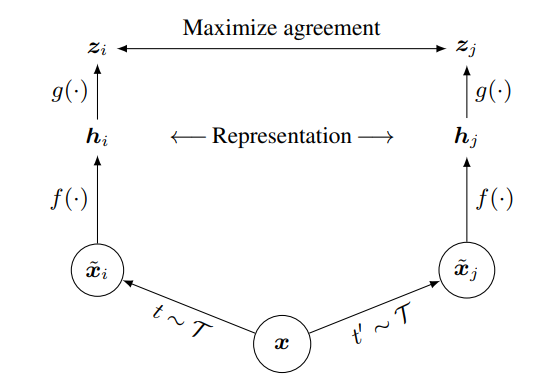 Maximize agreement
z_i z_j
g(·) g(·)
h_i ← Representation → h_j
f(·) f(·)
x̃_i x̃_j
t ~ 𝒯 t′ ~ 𝒯
x